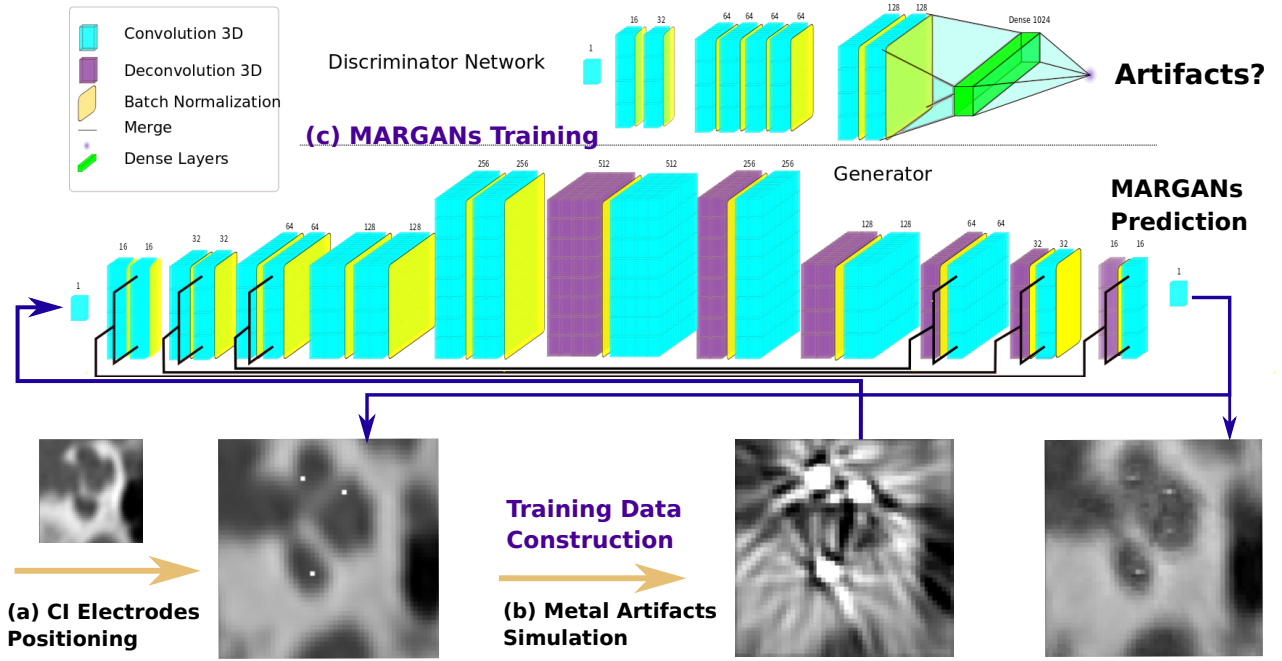 Convolution 3D
Deconvolution 3D
Batch Normalization
Merge
Dense Layers
Discriminator Network
1
16 32
64 64 64 64
128 128
Dense 1024
Artifacts?
(c) MARGANs Training
Generator
MARGANs
Prediction
1
16 16
32 32
64 64
128 128
256 256
512 512
256 256
128 128
64 64
32 32
16 16
1
(a) CI Electrodes
Positioning
Training Data
Construction
(b) Metal Artifacts
Simulation